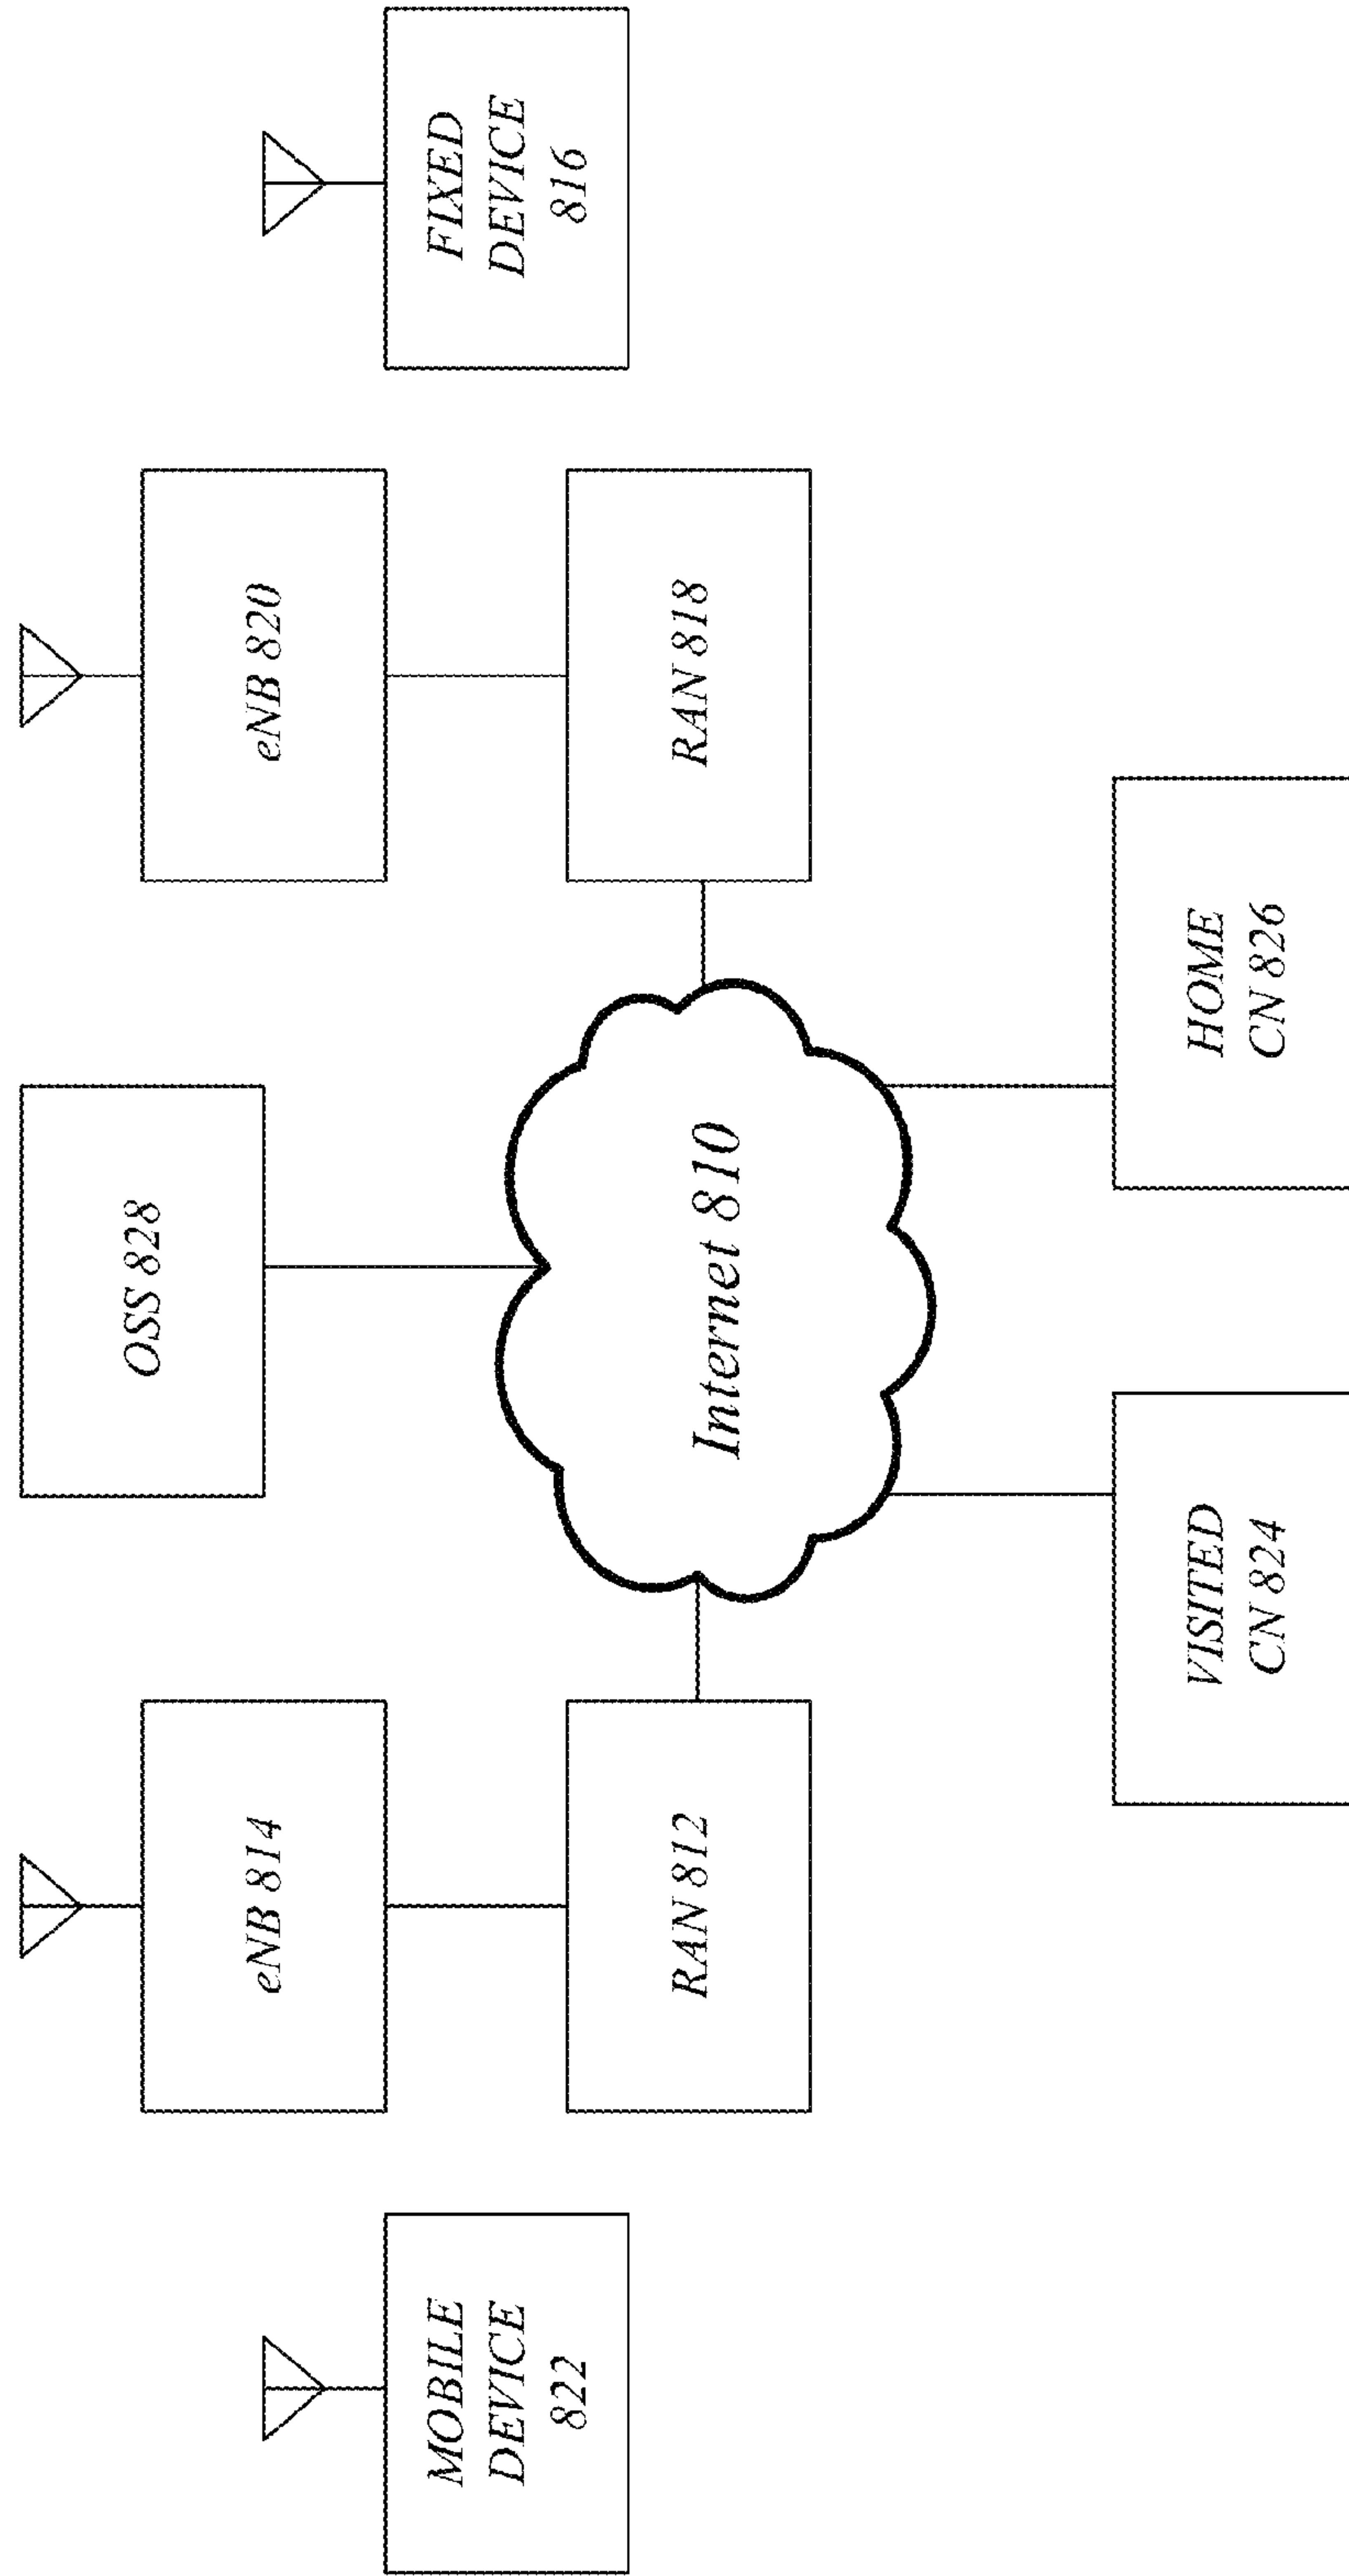 OSS 828
eNB 814
eNB 820
MOBILE
DEVICE
822
FIXED
DEVICE
816
RAN 812
Internet 810
RAN 818
VISITED
CN 824
HOME
CN 826